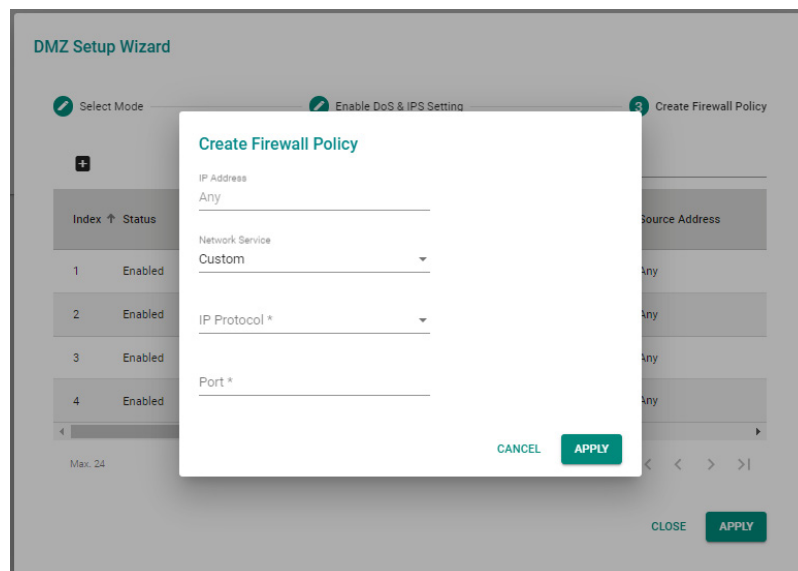 DMZ Setup Wizard
Select Mode
Enable DoS & IPS Setting
3 Create Firewall Policy
Create Firewall Policy
IP Address
Any
Network Service
Custom
IP Protocol *
Port *
CANCEL
APPLY
Index Status Source Address
1 Enabled Any
2 Enabled Any
3 Enabled Any
4 Enabled Any
Max. 24
CLOSE
APPLY